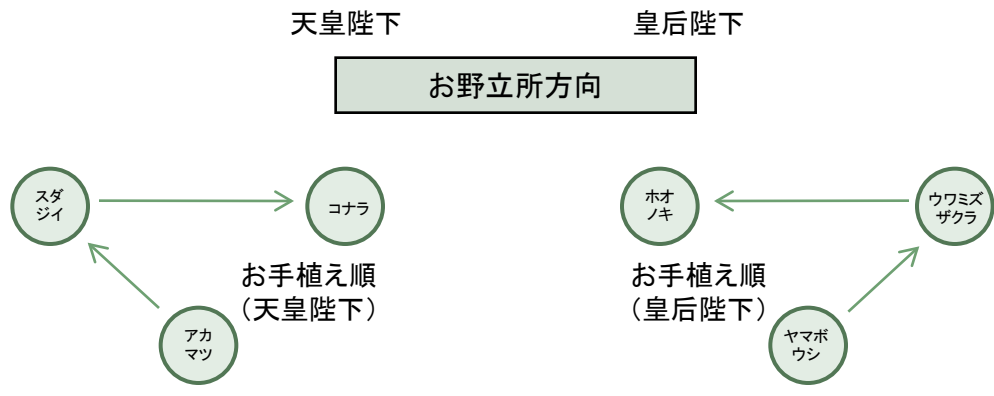 天皇陛下
皇后陛下
お野立所方向
スダ
ジイ
コナラ
ホオ
ノキ
ウワミズ
ザクラ
お手植え順
（天皇陛下）
お手植え順
（皇后陛下）
アカ
マツ
ヤマボ
ウシ